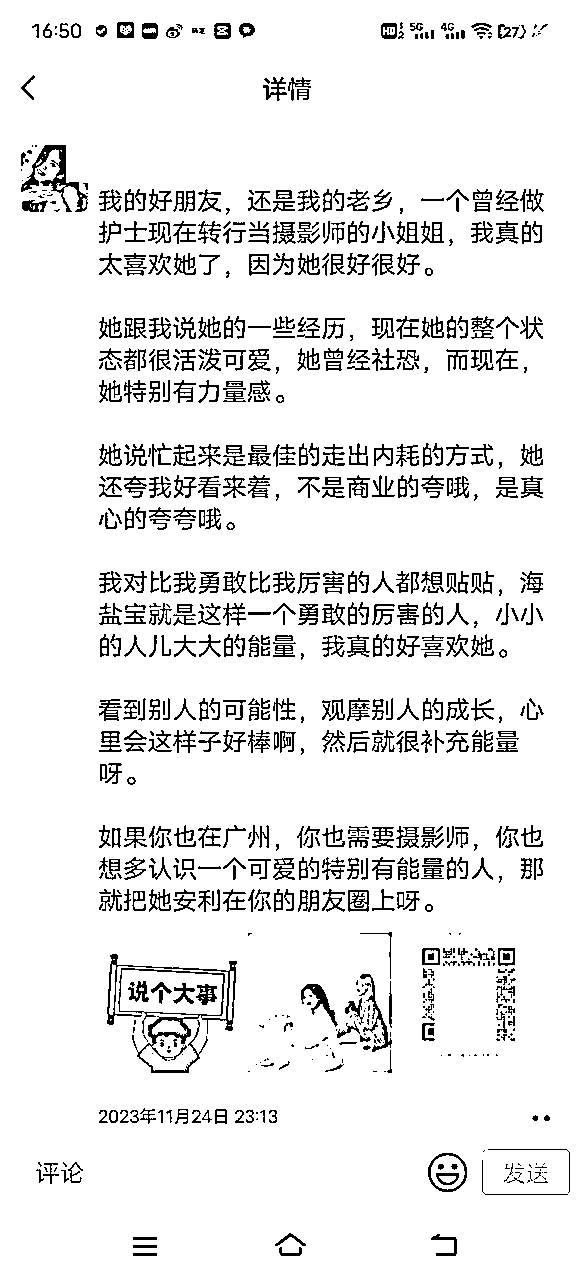 16:50
HD 5G 4G 27
详情
我的好朋友，还是我的老乡，一个曾经做
护士现在转行当摄影师的小姐姐，我真的
太喜欢她了，因为她很好很好。
她跟我说她的一些经历，现在她的整个状
态都很活泼可爱，她曾经社恐，而现在，
她特别有力量感。
她说忙起来是最佳的走出内耗的方式，她
还夸我好看来着，不是商业的夸哦，是真
心的夸夸哦。
我对比我勇敢比我厉害的人都想贴贴，海
盐宝就是这样一个勇敢的厉害的人，小小
的人儿大大的能量，我真的好喜欢她。
看到别人的可能性，观摩别人的成长，心
里会这样子好棒啊，然后就很补充能量
呀。
如果你也在广州，你也需要摄影师，你也
想多认识一个可爱的特别有能量的人，那
就把她安利在你的朋友圈上呀。
说个大事
2023年11月24日 23:13
评论
发送